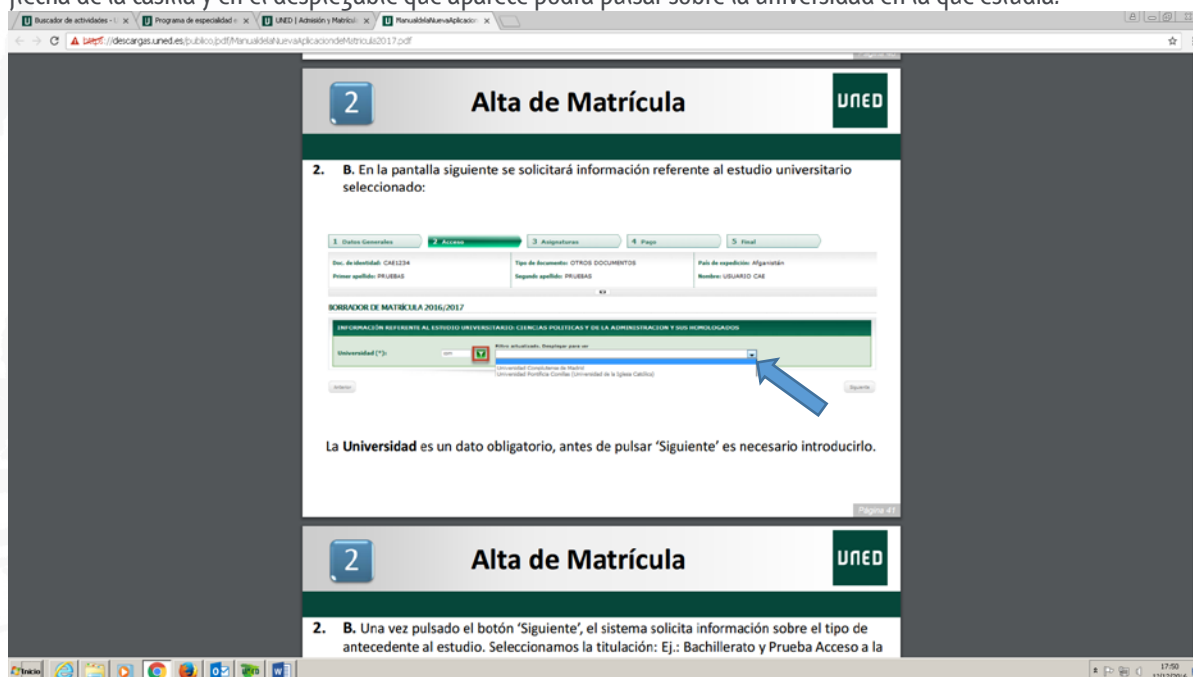 flecha de la casilla y en el desplegable que aparece podrá pulsar sobre la universidad en la que estudia.
Buscador de actividades - U
Programa de especialidad e
UNED | Admisión y Matrícul
ManualdelaNuevaAplicacion
https://descargas.uned.es/publico/pdf/ManualdelaNuevaAplicaciondeMatricula2017.pdf
2
Alta de Matrícula
UNED
2. B. En la pantalla siguiente se solicitará información referente al estudio universitario
seleccionado:
1 Datos Generales
2 Acceso
3 Asignaturas
4 Pago
5 Final
Doc. de identidad: CAE1234
Tipo de documento: OTROS DOCUMENTOS
País de expedición: Afganistán
Primer apellido: PRUEBAS
Segundo apellido: PRUEBAS
Nombre: USUARIO CAE
BORRADOR DE MATRÍCULA 2016/2017
INFORMACIÓN REFERENTE AL ESTUDIO UNIVERSITARIO: CIENCIAS POLITICAS Y DE LA ADMINISTRACION Y SUS HOMOLOGADOS
Filtro actualizado. Desplegar para ver
Universidad (*):
om
Universidad Complutense de Madrid
Universidad Pontificia Comillas (Universidad de la Iglesia Católica)
Anterior
Siguiente
La Universidad es un dato obligatorio, antes de pulsar ‘Siguiente’ es necesario introducirlo.
Página 41
2
Alta de Matrícula
UNED
2. B. Una vez pulsado el botón ‘Siguiente’, el sistema solicita información sobre el tipo de
antecedente al estudio. Seleccionamos la titulación: Ej.: Bachillerato y Prueba Acceso a la
Inicio
17:50